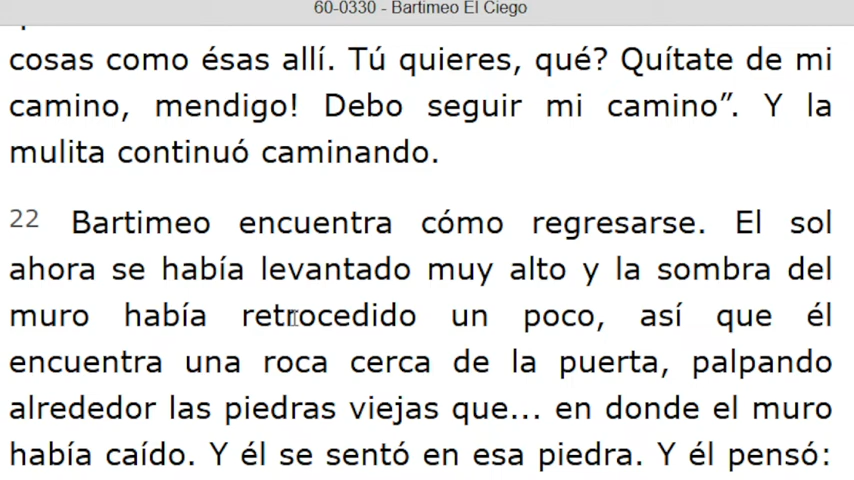 60-0330 - Bartimeo El Ciego
cosas como ésas allí. Tú quieres, qué? Quítate de mi
camino, mendigo! Debo seguir mi camino”. Y la
mulita continuó caminando.
22 Bartimeo encuentra cómo regresarse. El sol
ahora se había levantado muy alto y la sombra del
muro había retrocedido un poco, así que él
encuentra una roca cerca de la puerta, palpando
alrededor las piedras viejas que... en donde el muro
había caído. Y él se sentó en esa piedra. Y él pensó: